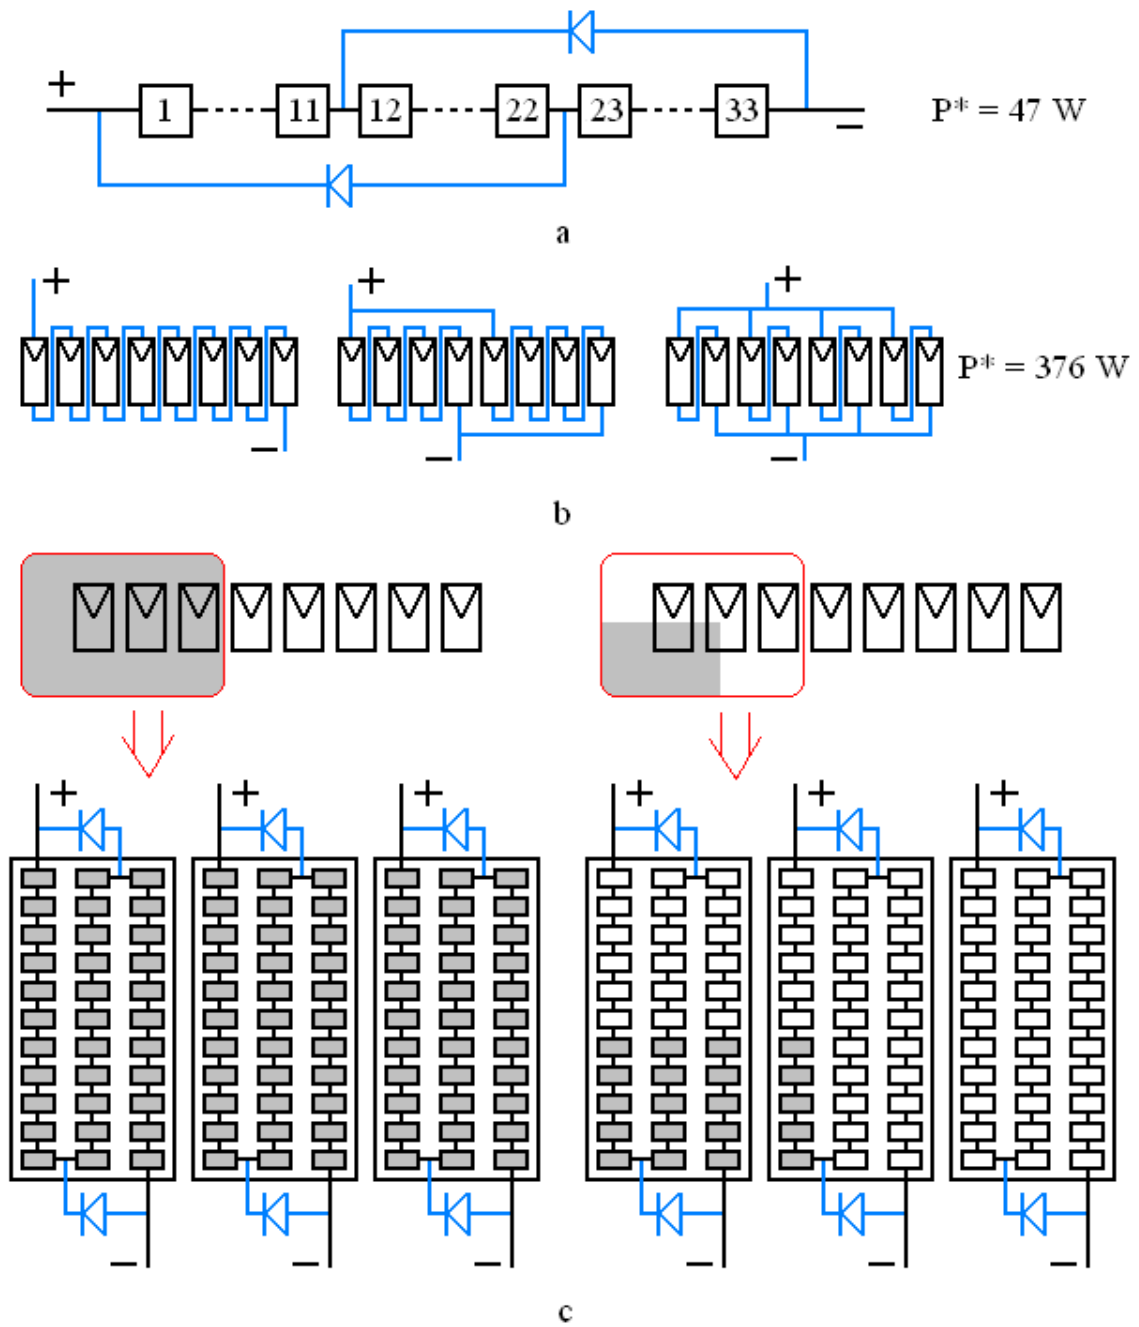 + 1 11 12 22 23 33 − P* = 47 W
a
+ + +
P* = 376 W
− − −
b
+ + + + + +
− − − − − −
c